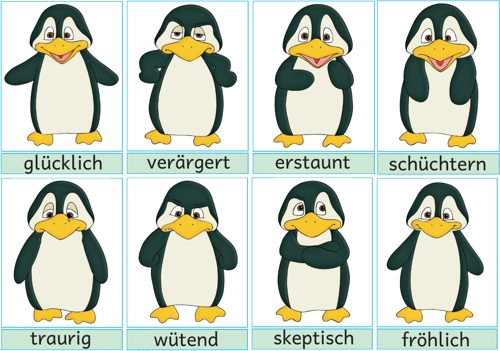 glücklich
verärgert
erstaunt
schüchtern
traurig
wütend
skeptisch
fröhlich